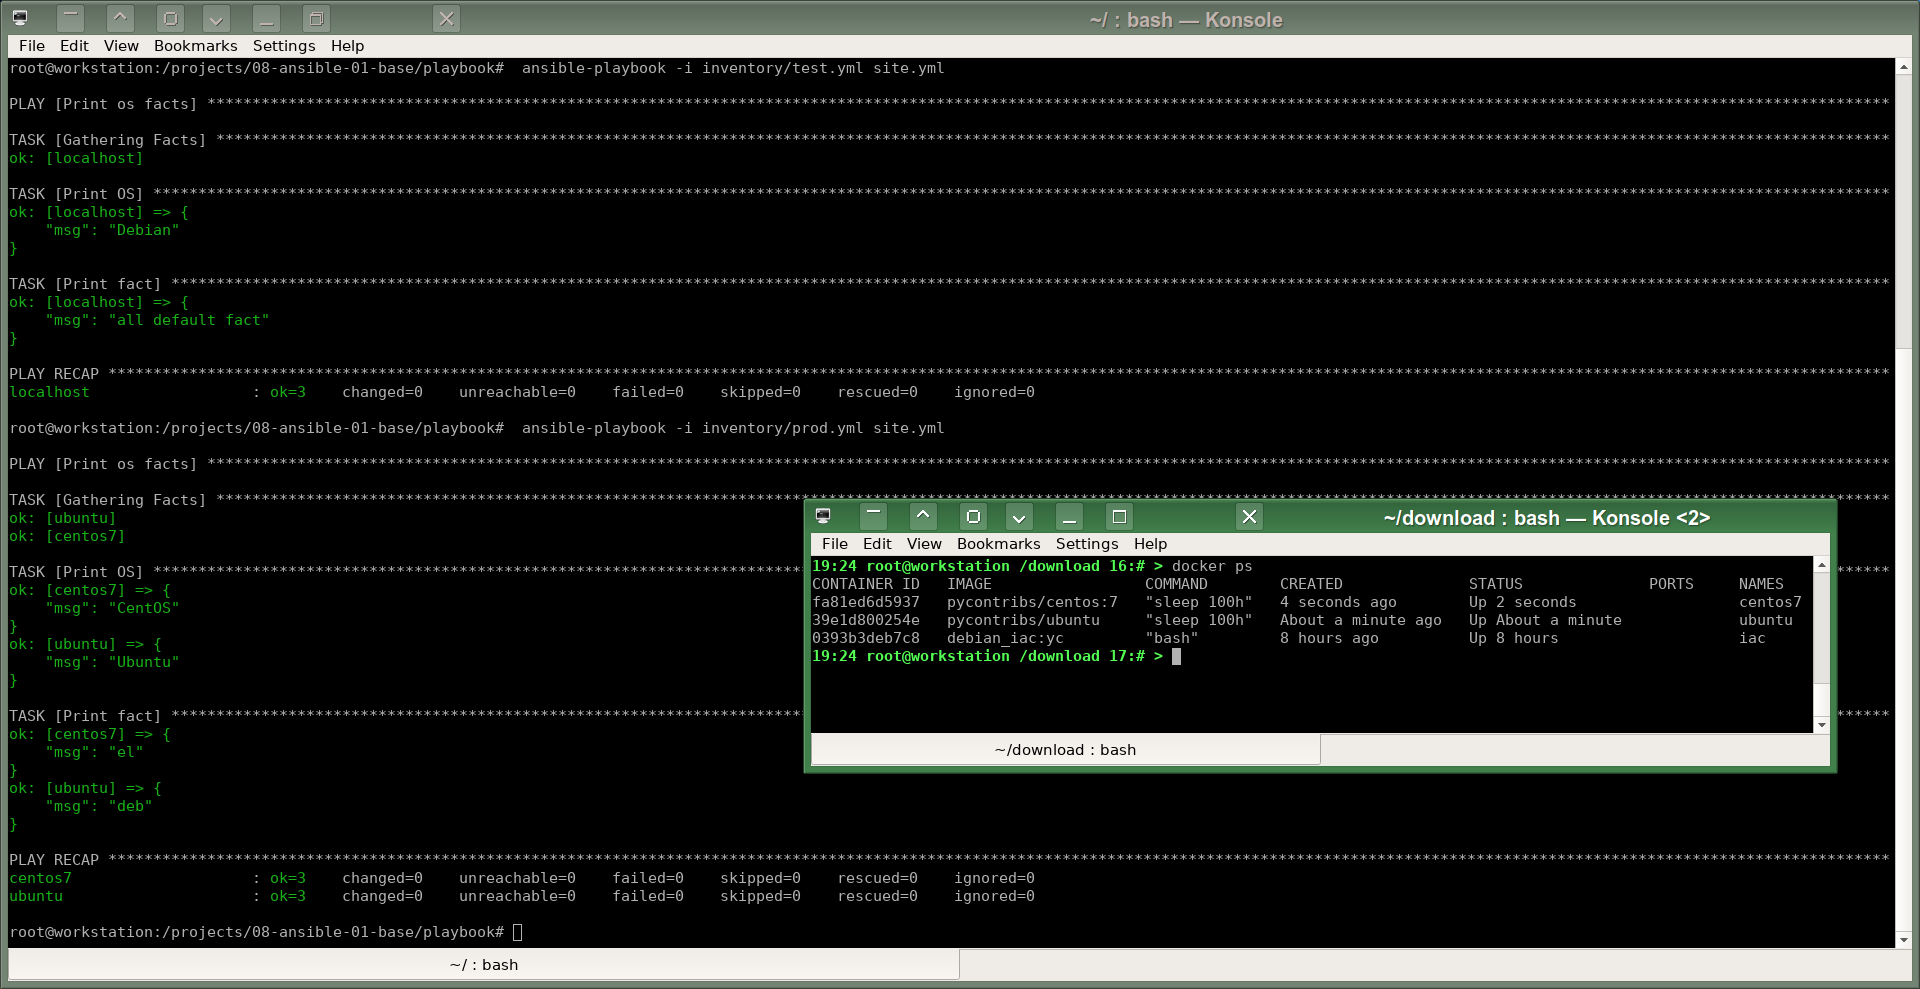 ~/ : bash — Konsole
File Edit View Bookmarks Settings Help
root@workstation:/projects/08-ansible-01-base/playbook#  ansible-playbook -i inventory/test.yml site.yml
PLAY [Print os facts] ****************************************************************************************************************************************************************************************
TASK [Gathering Facts] ***************************************************************************************************************************************************************************************
ok: [localhost]
TASK [Print OS] **********************************************************************************************************************************************************************************************
ok: [localhost] => {
    "msg": "Debian"
}
TASK [Print fact] ********************************************************************************************************************************************************************************************
ok: [localhost] => {
    "msg": "all default fact"
}
PLAY RECAP ***************************************************************************************************************************************************************************************************
localhost                  : ok=3    changed=0    unreachable=0    failed=0    skipped=0    rescued=0    ignored=0
root@workstation:/projects/08-ansible-01-base/playbook#  ansible-playbook -i inventory/prod.yml site.yml
PLAY [Print os facts] ****************************************************************************************************************************************************************************************
TASK [Gathering Facts] ***************************************************************************************************************************************************************************************
ok: [ubuntu]
ok: [centos7]
TASK [Print OS] ******************************************************************************
ok: [centos7] => {
    "msg": "CentOS"
}
ok: [ubuntu] => {
    "msg": "Ubuntu"
}
TASK [Print fact] ****************************************************************************
ok: [centos7] => {
    "msg": "el"
}
ok: [ubuntu] => {
    "msg": "deb"
}
PLAY RECAP ***************************************************************************************************************************************************************************************************
centos7                    : ok=3    changed=0    unreachable=0    failed=0    skipped=0    rescued=0    ignored=0
ubuntu                     : ok=3    changed=0    unreachable=0    failed=0    skipped=0    rescued=0    ignored=0
root@workstation:/projects/08-ansible-01-base/playbook#
~/ : bash
~/download : bash — Konsole <2>
File Edit View Bookmarks Settings Help
19:24 root@workstation /download 16:# > docker ps
CONTAINER ID   IMAGE                 COMMAND        CREATED              STATUS              PORTS     NAMES
fa81ed6d5937   pycontribs/centos:7   "sleep 100h"   4 seconds ago        Up 2 seconds                  centos7
39e1d800254e   pycontribs/ubuntu     "sleep 100h"   About a minute ago   Up About a minute             ubuntu
0393b3deb7c8   debian_iac:yc         "bash"         8 hours ago          Up 8 hours                    iac
19:24 root@workstation /download 17:# >
~/download : bash